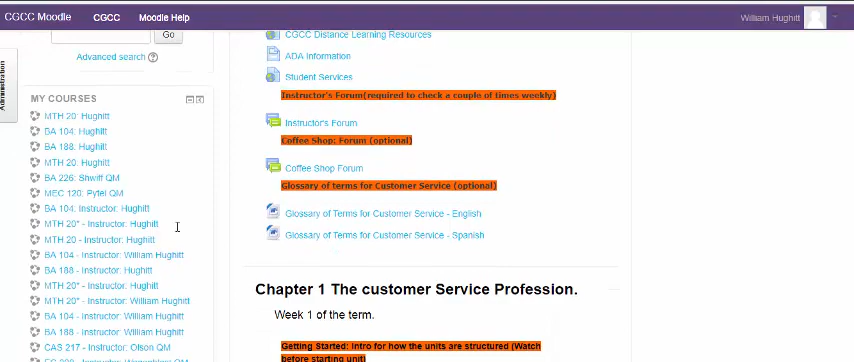 CGCC Moodle CGCC Moodle Help William Hughitt
Go
Advanced search
Administration
MY COURSES
MTH 20: Hughitt
BA 104: Hughitt
BA 188: Hughitt
MTH 20: Hughitt
BA 226: Shwiff QM
MEC 120: Pytel QM
BA 104: Instructor: Hughitt
MTH 20* - Instructor: Hughitt
MTH 20 - Instructor: Hughitt
BA 104 - Instructor: William Hughitt
BA 188 - Instructor: Hughitt
MTH 20* - Instructor: Hughitt
MTH 20* - Instructor: William Hughitt
BA 104 - Instructor: William Hughitt
BA 188 - Instructor: William Hughitt
CAS 217 - Instructor: Olson QM
CGCC Distance Learning Resources
ADA Information
Student Services
Instructor's Forum(required to check a couple of times weekly)
Instructor's Forum
Coffee Shop: Forum (optional)
Coffee Shop Forum
Glossary of terms for Customer Service (optional)
Glossary of Terms for Customer Service - English
Glossary of Terms for Customer Service - Spanish
Chapter 1 The customer Service Profession.
Week 1 of the term.
Getting Started: Intro for how the units are structured (Watch
before starting unit)